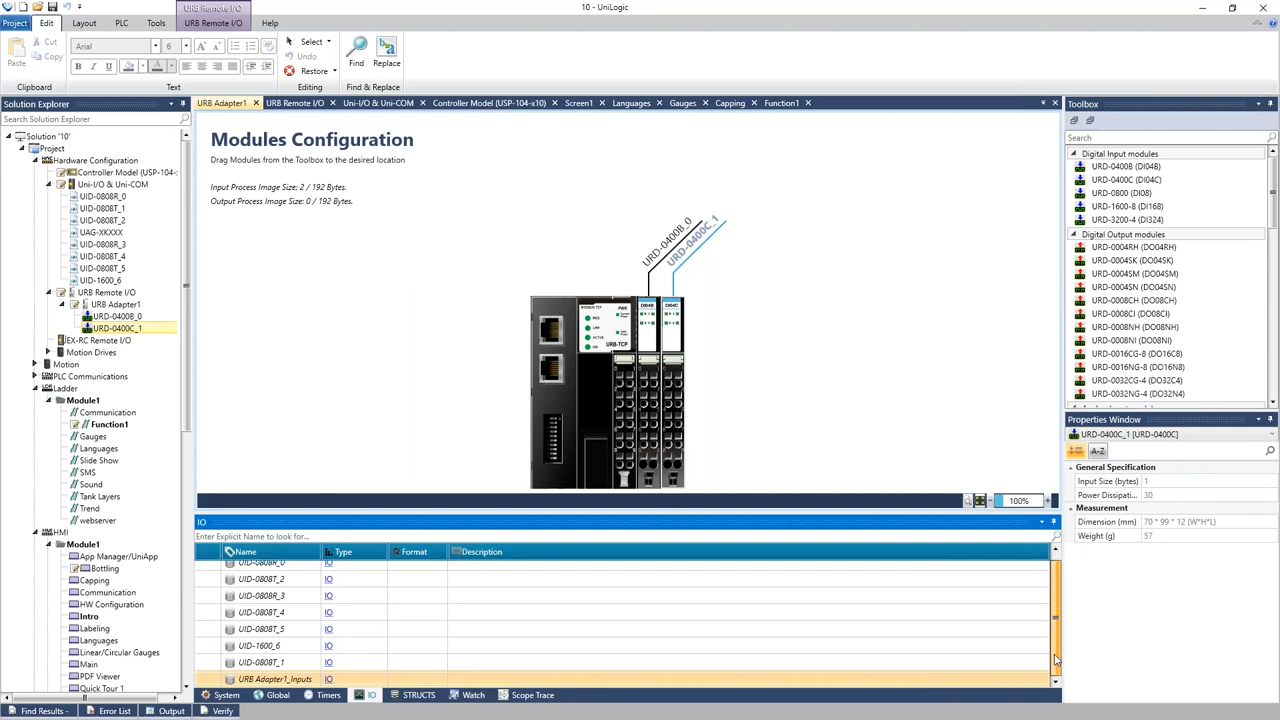 URB Remote I/O
10 - UniLogic
Project Edit Layout PLC Tools URB Remote I/O Help
Paste
Cut
Copy
Clipboard
Arial 6
Text
Select
Undo
Restore
Editing
Find
Replace
Find & Replace
Solution Explorer
Search Solution Explorer
Solution '10'
Project
Hardware Configuration
Controller Model (USP-104-
Uni-I/O & Uni-COM
UID-0808R_0
UID-0808T_1
UID-0808T_2
UAG-XKXXXX
UID-0808R_3
UID-0808T_4
UID-0808T_5
UID-1600_6
URB Remote I/O
URB Adapter1
URD-0400B_0
URD-0400C_1
EX-RC Remote I/O
Motion Drives
Motion
PLC Communications
Ladder
Module1
Communication
Function1
Gauges
Languages
Slide Show
SMS
Sound
Tank Layers
Trend
webserver
HMI
Module1
App Manager/UniApp
Bottling
Capping
Communication
HW Configuration
Intro
Labeling
Languages
Linear/Circular Gauges
Main
PDF Viewer
Quick Tour 1
URB Adapter1 URB Remote I/O Uni-I/O & Uni-COM Controller Model (USP-104-x10) Screen1 Languages Gauges Capping Function1
Modules Configuration
Drag Modules from the Toolbox to the desired location
Input Process Image Size: 2 / 192 Bytes.
Output Process Image Size: 0 / 192 Bytes.
URD-0400B_0
URD-0400C_1
MODBUS TCP
PWR
URB-TCP
DI04B
DI04C
100%
IO
Enter Explicit Name to look for...
Name Type Format Description
UID-0808R_0 IO
UID-0808T_2 IO
UID-0808R_3 IO
UID-0808T_4 IO
UID-0808T_5 IO
UID-1600_6 IO
UID-0808T_1 IO
URB Adapter1_Inputs IO
System Global Timers IO STRUCTS Watch Scope Trace
Toolbox
Search
Digital Input modules
URD-0400B (DI04B)
URD-0400C (DI04C)
URD-0800 (DI08)
URD-1600-8 (DI168)
URD-3200-4 (DI324)
Digital Output modules
URD-0004RH (DO04RH)
URD-0004SK (DO04SK)
URD-0004SM (DO04SM)
URD-0004SN (DO04SN)
URD-0008CH (DO08CH)
URD-0008CI (DO08CI)
URD-0008NH (DO08NH)
URD-0008NI (DO08NI)
URD-0016CG-8 (DO16C8)
URD-0016NG-8 (DO16N8)
URD-0032CG-4 (DO32C4)
URD-0032NG-4 (DO32N4)
Properties Window
URD-0400C_1 [URD-0400C]
A-Z
General Specification
Input Size (bytes) 1
Power Dissipati... 30
Measurement
Dimension (mm) 70 * 99 * 12 (W*H*L)
Weight (g) 57
Find Results - Error List Output Verify